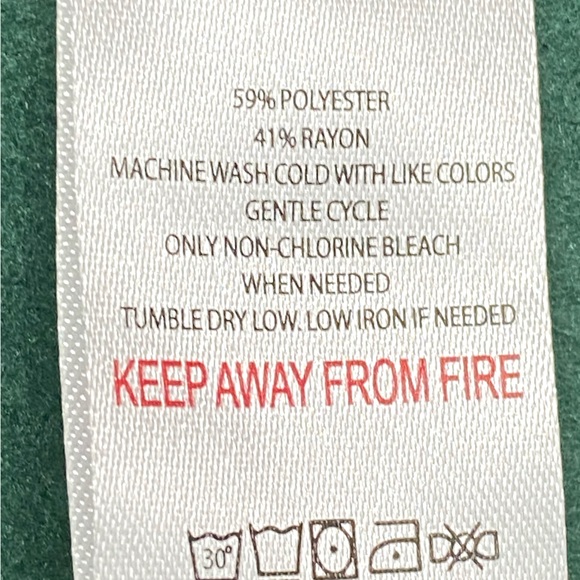 59% POLYESTER
41% RAYON
MACHINE WASH COLD WITH LIKE COLORS
GENTLE CYCLE
ONLY NON-CHLORINE BLEACH
WHEN NEEDED
TUMBLE DRY LOW. LOW IRON IF NEEDED
KEEP AWAY FROM FIRE
30°